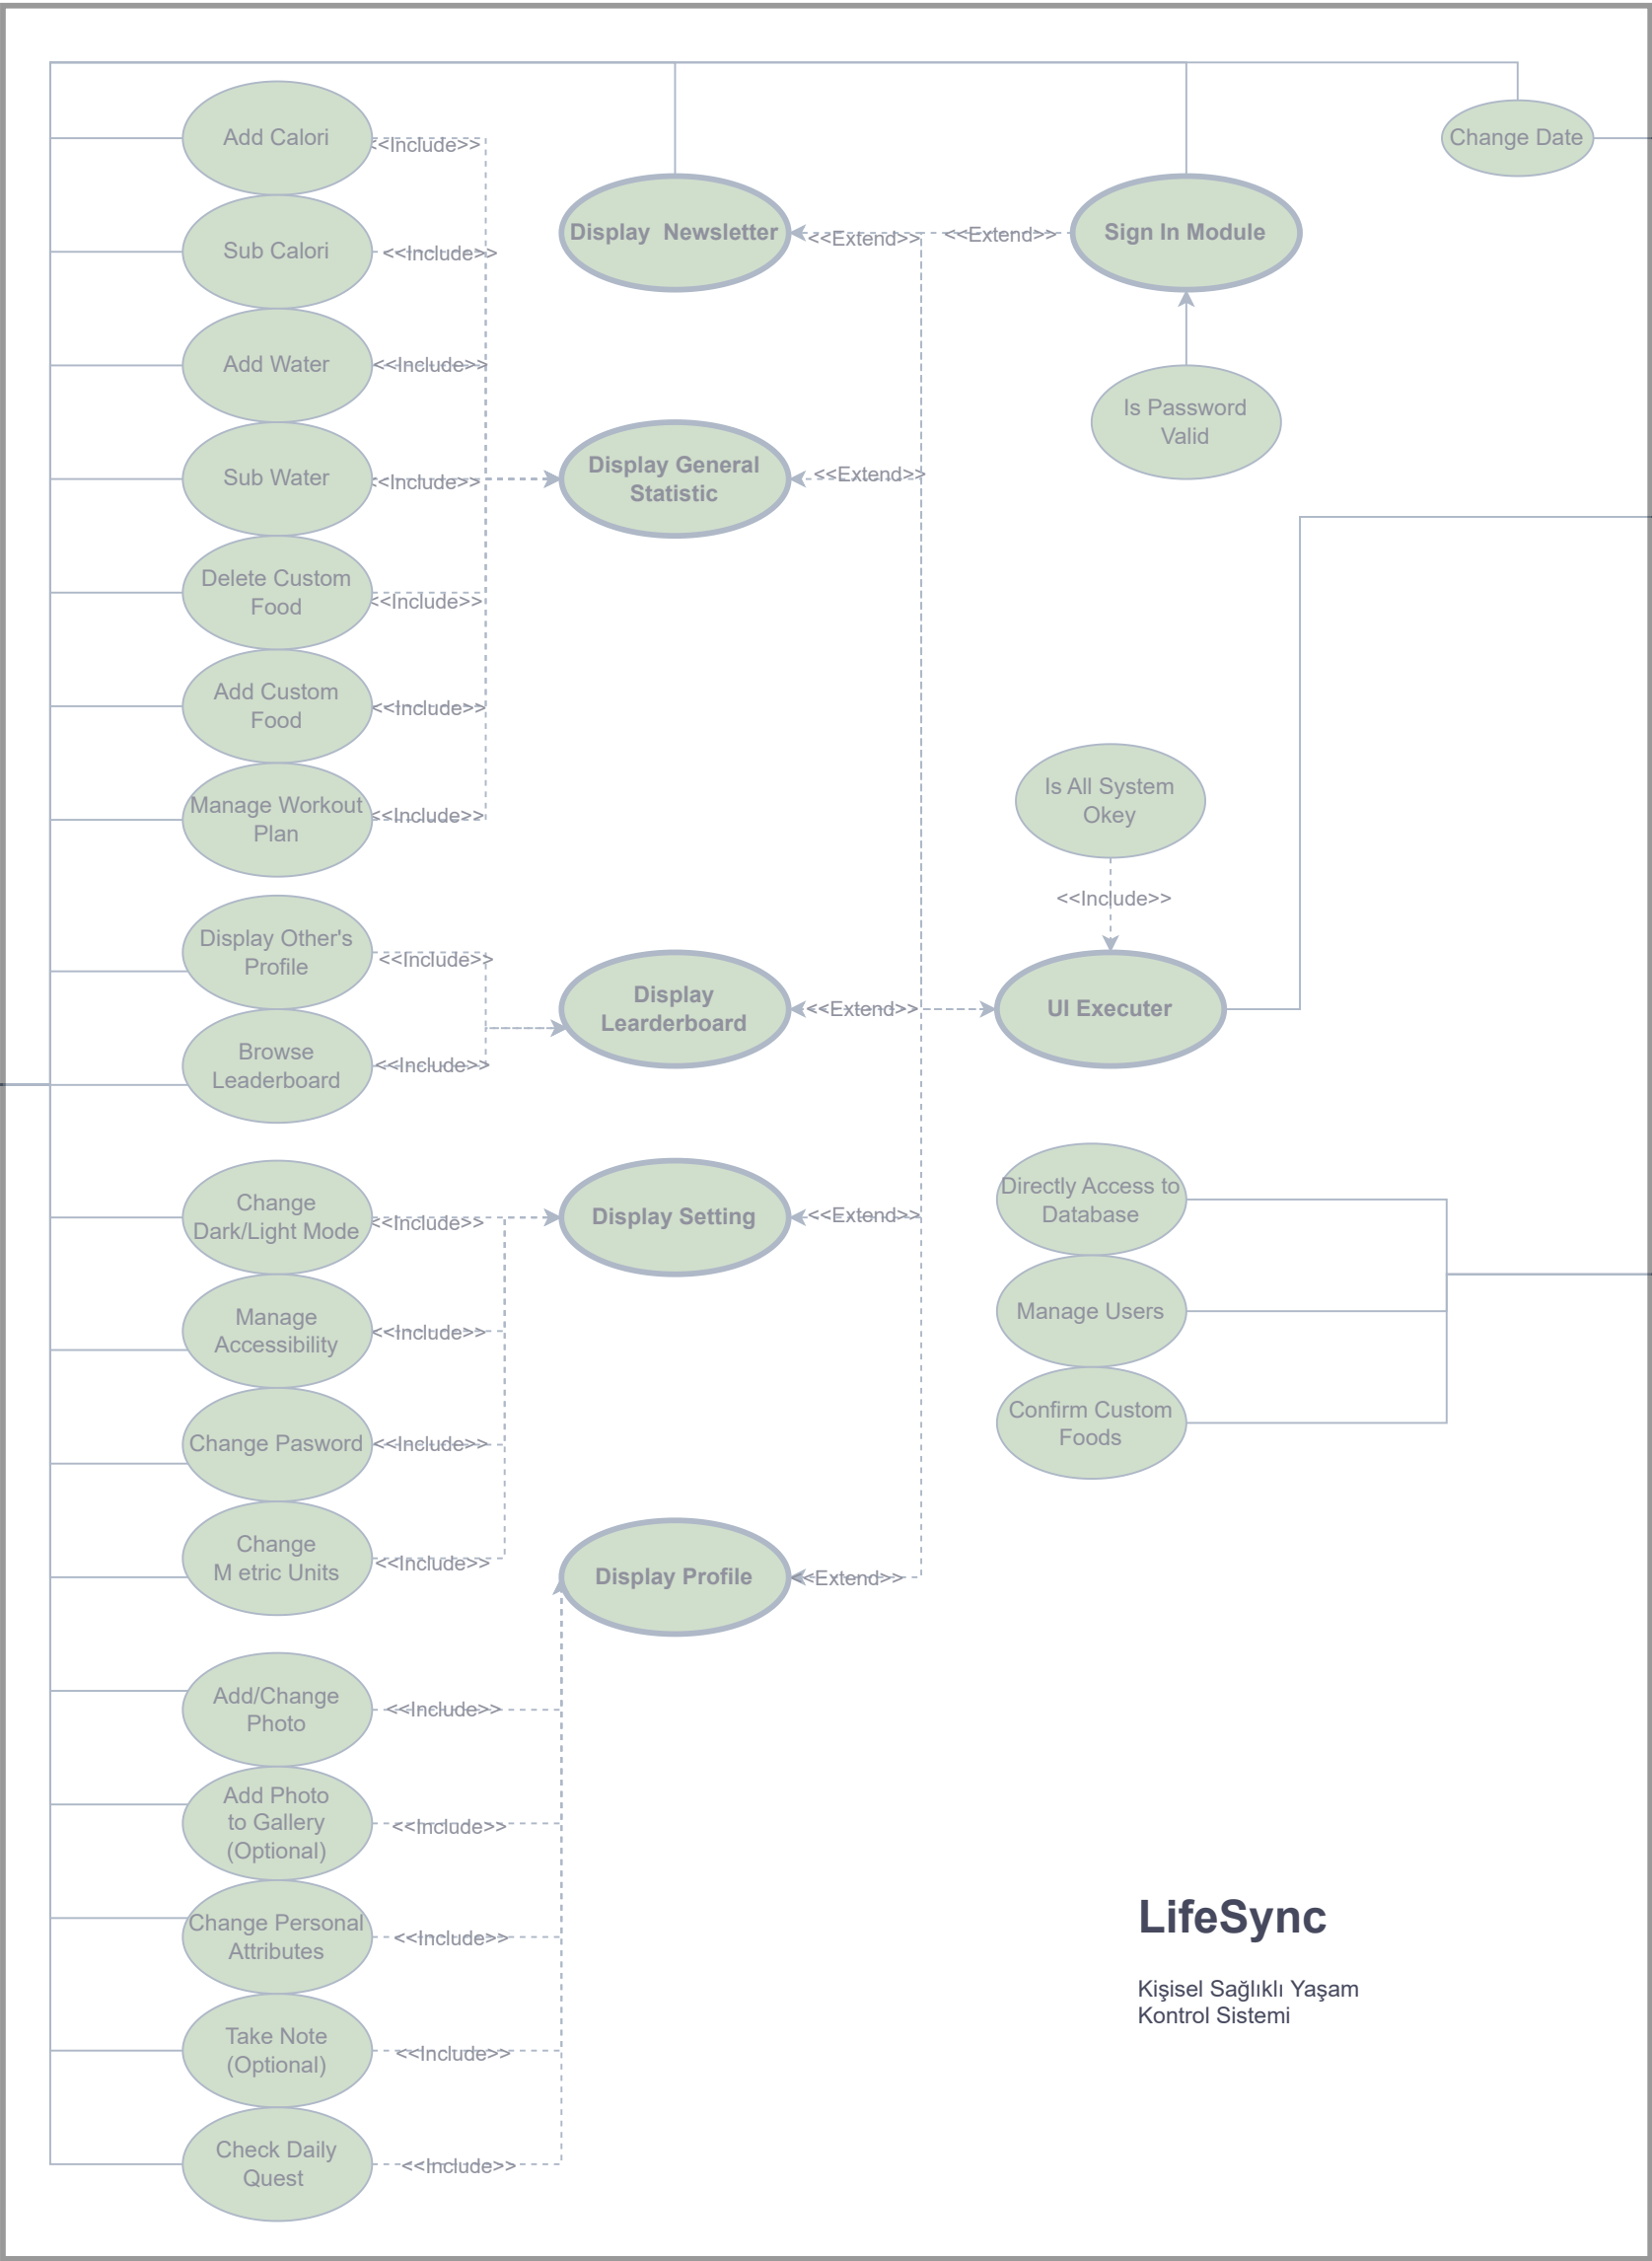 Add Calori
<<Include>>
Sub Calori
<<Include>>
Add Water
<<Include>>
Sub Water
<<Include>>
Delete Custom
Food
<<Include>>
Add Custom
Food
<<Include>>
Manage Workout
Plan
<<Include>>
Display Other's
Profile
<<Include>>
Browse
Leaderboard
<<Include>>
Change
Dark/Light Mode
<<Include>>
Manage
Accessibility
<<Include>>
Change Pasword
<<Include>>
Change
M etric Units
<<Include>>
Add/Change
Photo
<<Include>>
Add Photo
to Gallery
(Optional)
<<Include>>
Change Personal
Attributes
<<Include>>
Take Note
(Optional)
<<Include>>
Check Daily
Quest
<<Include>>
Display Newsletter
<<Extend>>
<<Extend>>
Sign In Module
Change Date
Is Password
Valid
Display General
Statistic
<<Extend>>
Is All System
Okey
<<Include>>
Display
Learderboard
<<Extend>>
UI Executer
Display Setting
<<Extend>>
Directly Access to
Database
Manage Users
Confirm Custom
Foods
Display Profile
<<Extend>>
LifeSync
Kişisel Sağlıklı Yaşam
Kontrol Sistemi